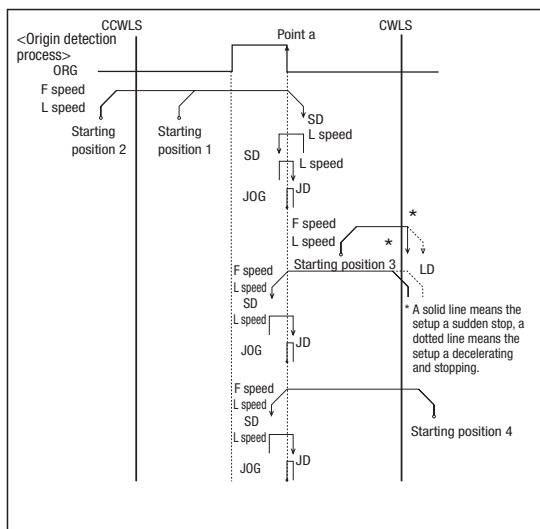 CCWLS
CWLS
<Origin detection
process>
Point a
ORG
F speed
L speed
SD
Starting
position 2
Starting
position 1
L speed
SD
L speed
JOG
JD
F speed
*
L speed
*
Starting position 3
LD
F speed
L speed
SD
* A solid line means the
setup a sudden stop, a
dotted line means the
setup a decelerating
and stopping.
L speed
JOG
JD
F speed
L speed
SD
Starting position 4
L speed
JOG
JD